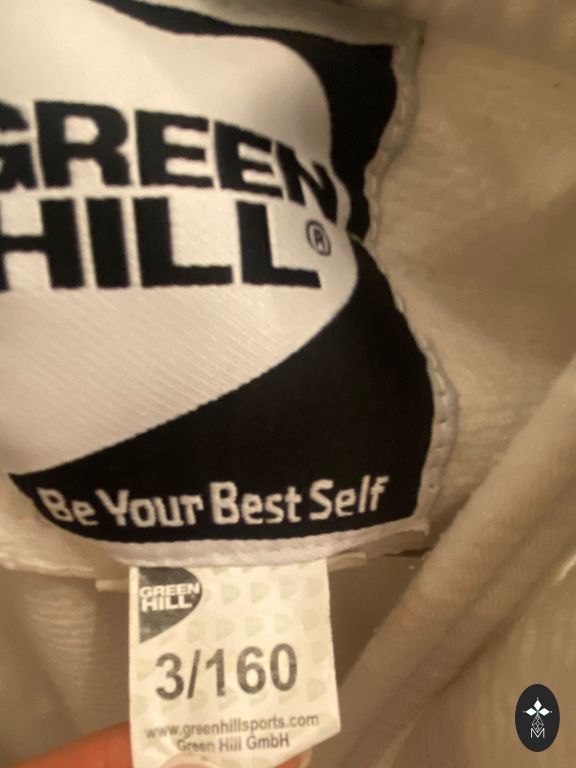 GREEN
HILL®
Be Your Best Self
GREEN
HILL
3/160
www.greenhillsports.com
Green Hill GmbH
M